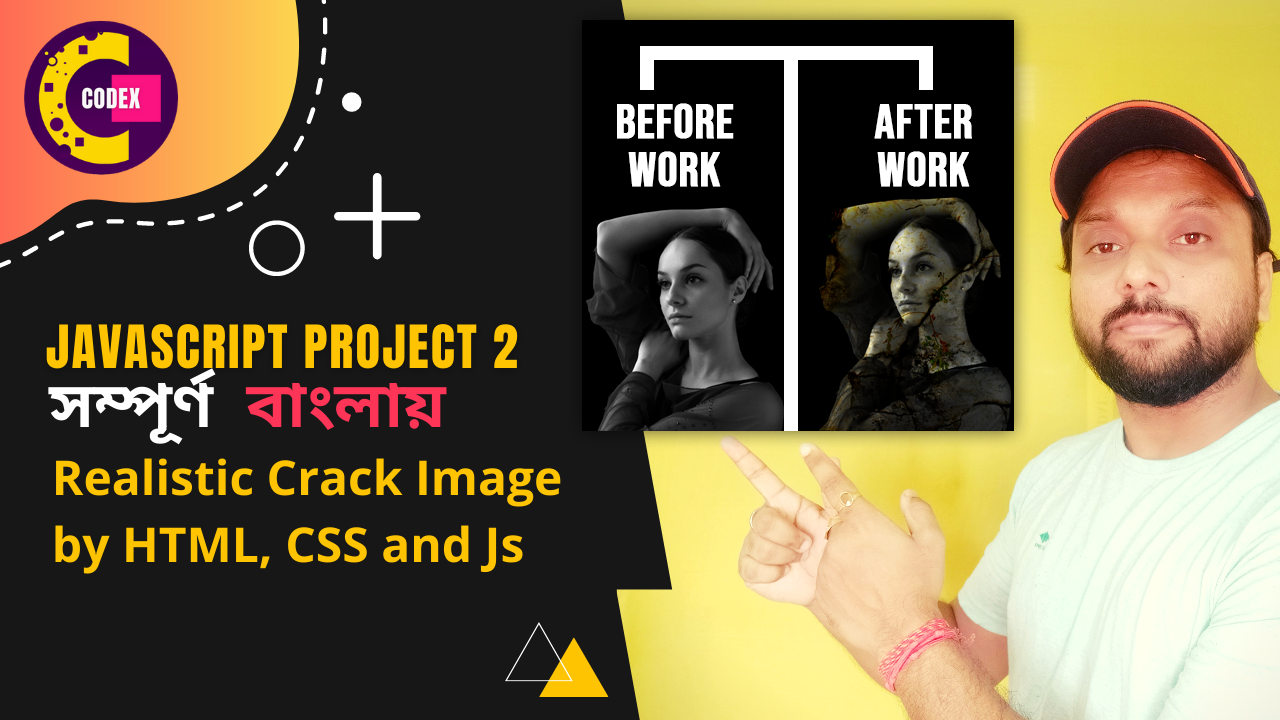 CODEX
BEFORE
WORK
AFTER
WORK
JAVASCRIPT PROJECT 2
সম্পূর্ণ বাংলায়
Realistic Crack Image
by HTML, CSS and Js